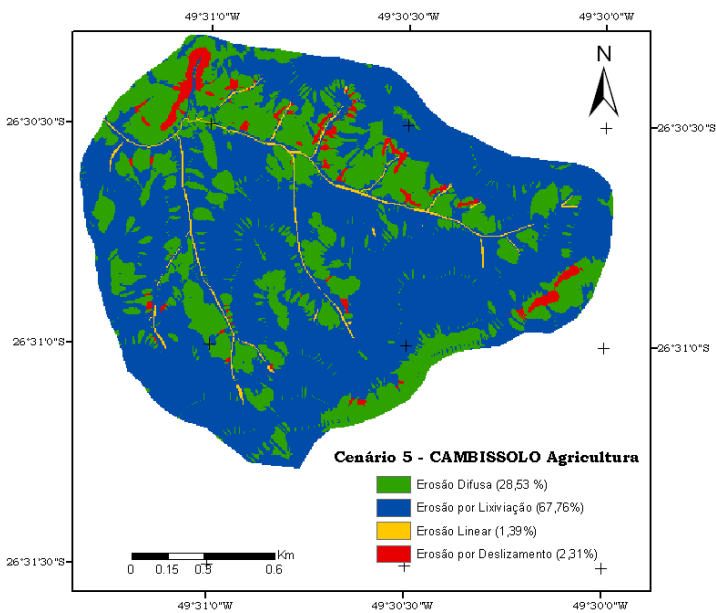 49°31'0"W 49°30'30"W 49°30'0"W
N
26°30'30"S 26°30'30"S
26°31'0"S 26°31'0"S
Cenário 5 - CAMBISSOLO Agricultura
Erosão Difusa (28,53 %)
Erosão por Lixiviação (67,76%)
Erosão Linear (1,39%)
Erosão por Deslizamento (2,31%)
26°31'30"S 26°31'30"S
Km
0 0.15 0.3 0.6
49°31'0"W 49°30'30"W 49°30'0"W